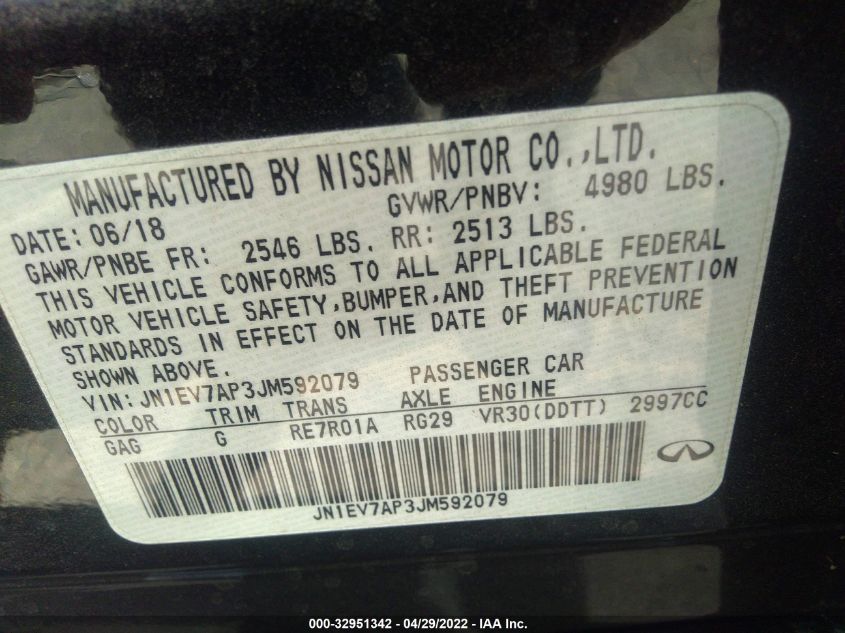 MANUFACTURED BY NISSAN MOTOR CO.,LTD.
DATE: 06/18 GVWR/PNBV: 4980 LBS.
GAWR/PNBE FR: 2546 LBS. RR: 2513 LBS.
THIS VEHICLE CONFORMS TO ALL APPLICABLE FEDERAL
MOTOR VEHICLE SAFETY,BUMPER,AND THEFT PREVENTION
STANDARDS IN EFFECT ON THE DATE OF MANUFACTURE
SHOWN ABOVE.
VIN: JN1EV7AP3JM592079 PASSENGER CAR
COLOR TRIM TRANS AXLE ENGINE
GAG G RE7R01A RG29 VR30(DDTT) 2997CC
JN1EV7AP3JM592079
000-32951342 - 04/29/2022 - IAA Inc.